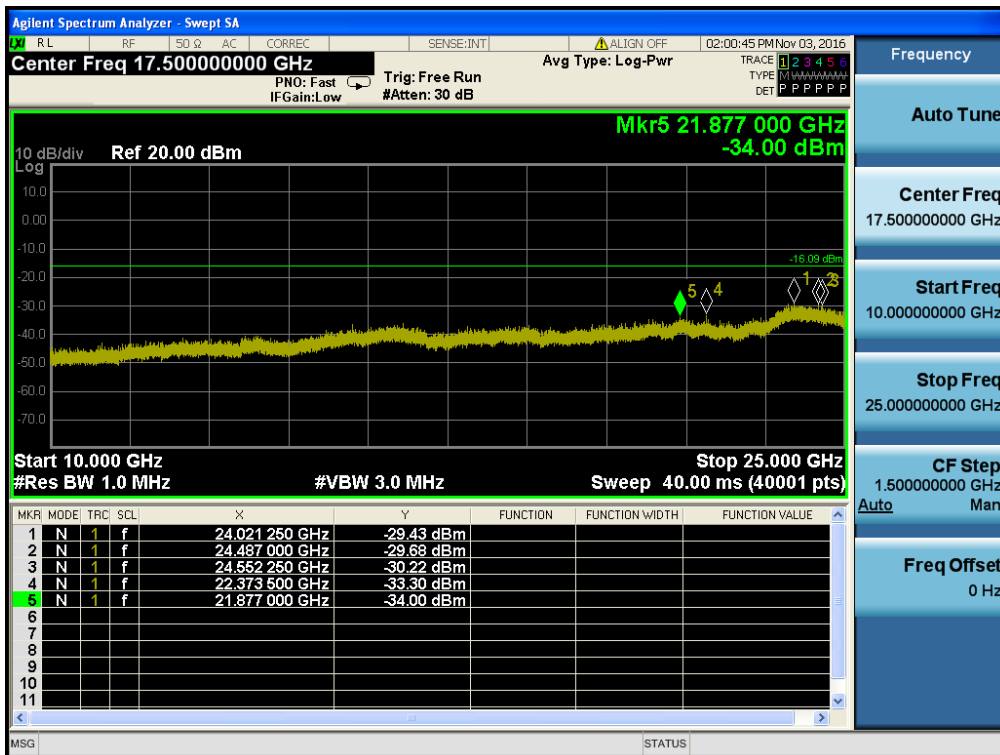 Agilent Spectrum Analyzer - Swept SA
LXI RL RF 50 Ω AC CORREC SENSE:INT ALIGN OFF 02:00:45 PM Nov 03, 2016
Center Freq 17.500000000 GHz
PNO: Fast
IFGain:Low
Trig: Free Run
#Atten: 30 dB
Avg Type: Log-Pwr
TRACE 1 2 3 4 5 6
TYPE M WWWWW
DET P P P P P P
Mkr5 21.877 000 GHz
-34.00 dBm
10 dB/div Ref 20.00 dBm
Log
10.0
0.00
-10.0
-16.09 dBm
-20.0
-30.0
-40.0
-50.0
-60.0
-70.0
5 4 1 2 3
Start 10.000 GHz Stop 25.000 GHz
#Res BW 1.0 MHz #VBW 3.0 MHz Sweep 40.00 ms (40001 pts)
MKR MODE TRC SCL X Y FUNCTION FUNCTION WIDTH FUNCTION VALUE
1 N 1 f 24.021 250 GHz -29.43 dBm
2 N 1 f 24.487 000 GHz -29.68 dBm
3 N 1 f 24.552 250 GHz -30.22 dBm
4 N 1 f 22.373 500 GHz -33.30 dBm
5 N 1 f 21.877 000 GHz -34.00 dBm
6
7
8
9
10
11
MSG STATUS
Frequency
Auto Tune
Center Freq
17.500000000 GHz
Start Freq
10.000000000 GHz
Stop Freq
25.000000000 GHz
CF Step
1.500000000 GHz
Auto Man
Freq Offset
0 Hz